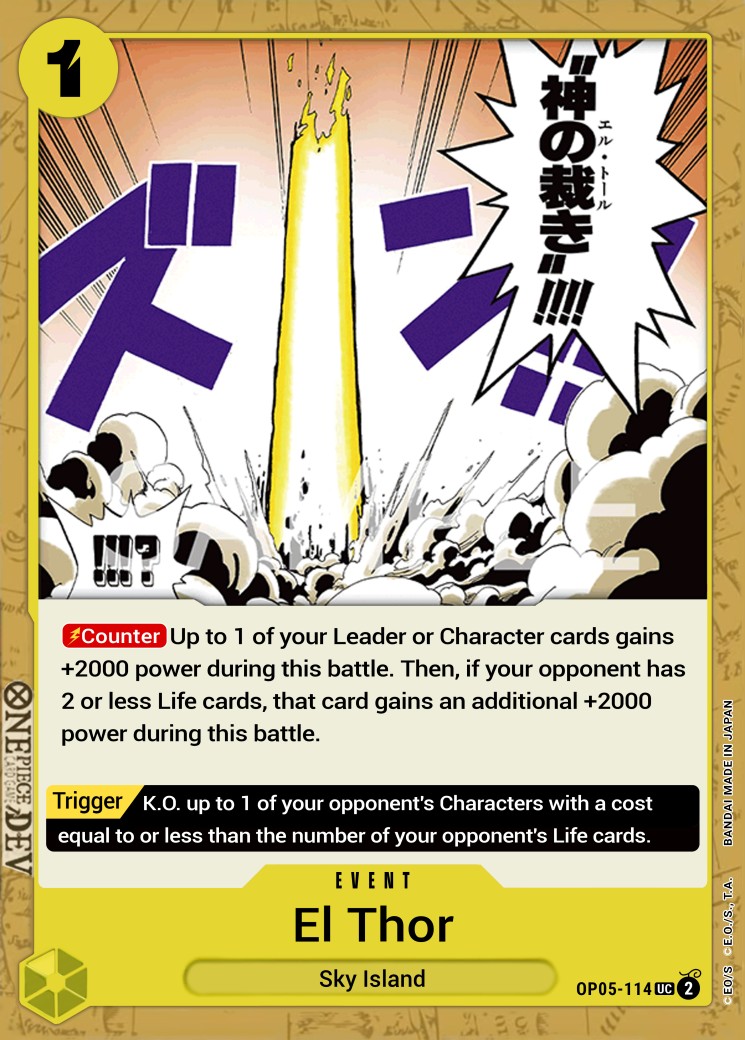 1
"神の裁き"!!!!
エル・トール
ズン
!!!?
SAMPLE
⚡Counter Up to 1 of your Leader or Character cards gains
+2000 power during this battle. Then, if your opponent has
2 or less Life cards, that card gains an additional +2000
power during this battle.
Trigger K.O. up to 1 of your opponent's Characters with a cost
equal to or less than the number of your opponent's Life cards.
EVENT
El Thor
Sky Island
OP05-114 UC 2
ONE PIECE
CARD GAME
DEV
©EO/S ©E.O./S., T.A. BANDAI MADE IN JAPAN